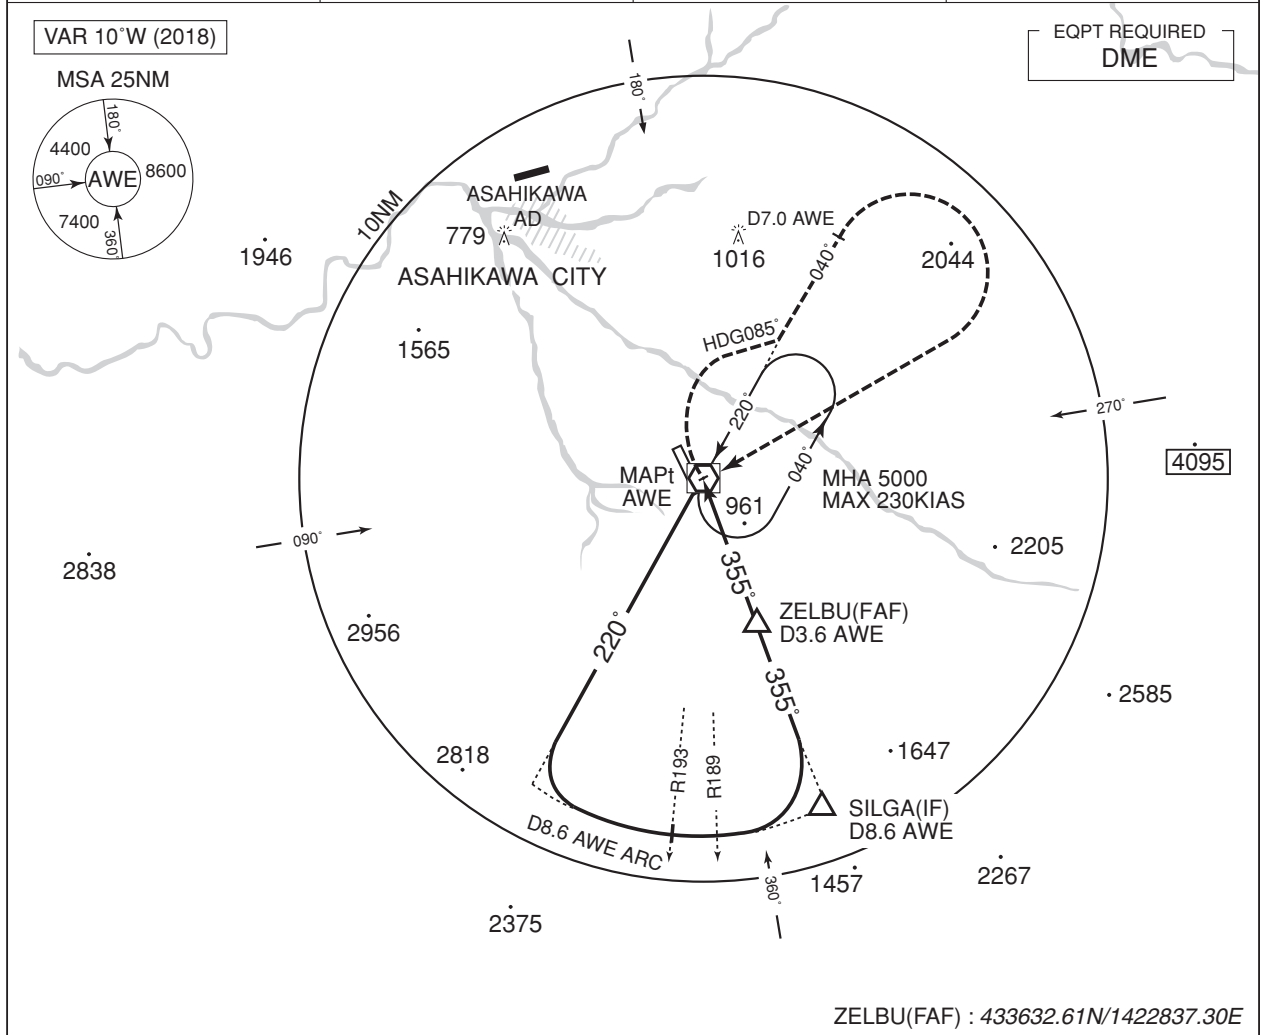 VAR 10˚W (2018)
EQPT REQUIRED
DME
MSA 25NM
180˚
4400
8600
090˚
AWE
7400
360˚
180˚
10NM
ASAHIKAWA
AD
779
ASAHIKAWA CITY
1946
1565
D7.0 AWE
1016
040˚
2044
HDG085˚
220˚
040˚
270˚
4095
MAPt
AWE
961
MHA 5000
MAX 230KIAS
090˚
2838
2205
355˚
ZELBU(FAF)
D3.6 AWE
2956
220˚
355˚
2585
2818
R193
R189
1647
SILGA(IF)
D8.6 AWE
D8.6 AWE ARC
360˚
1457
2267
2375
ZELBU(FAF) : 433632.61N/1422837.30E